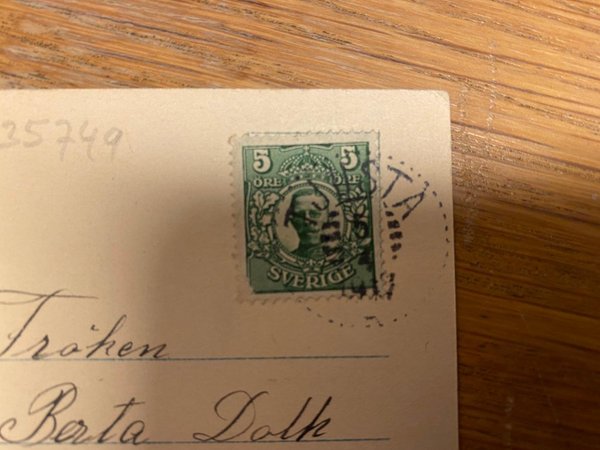 25749
5 5
ÖRE ÖRE
SVERIGE
Fröken
Berta Dolk